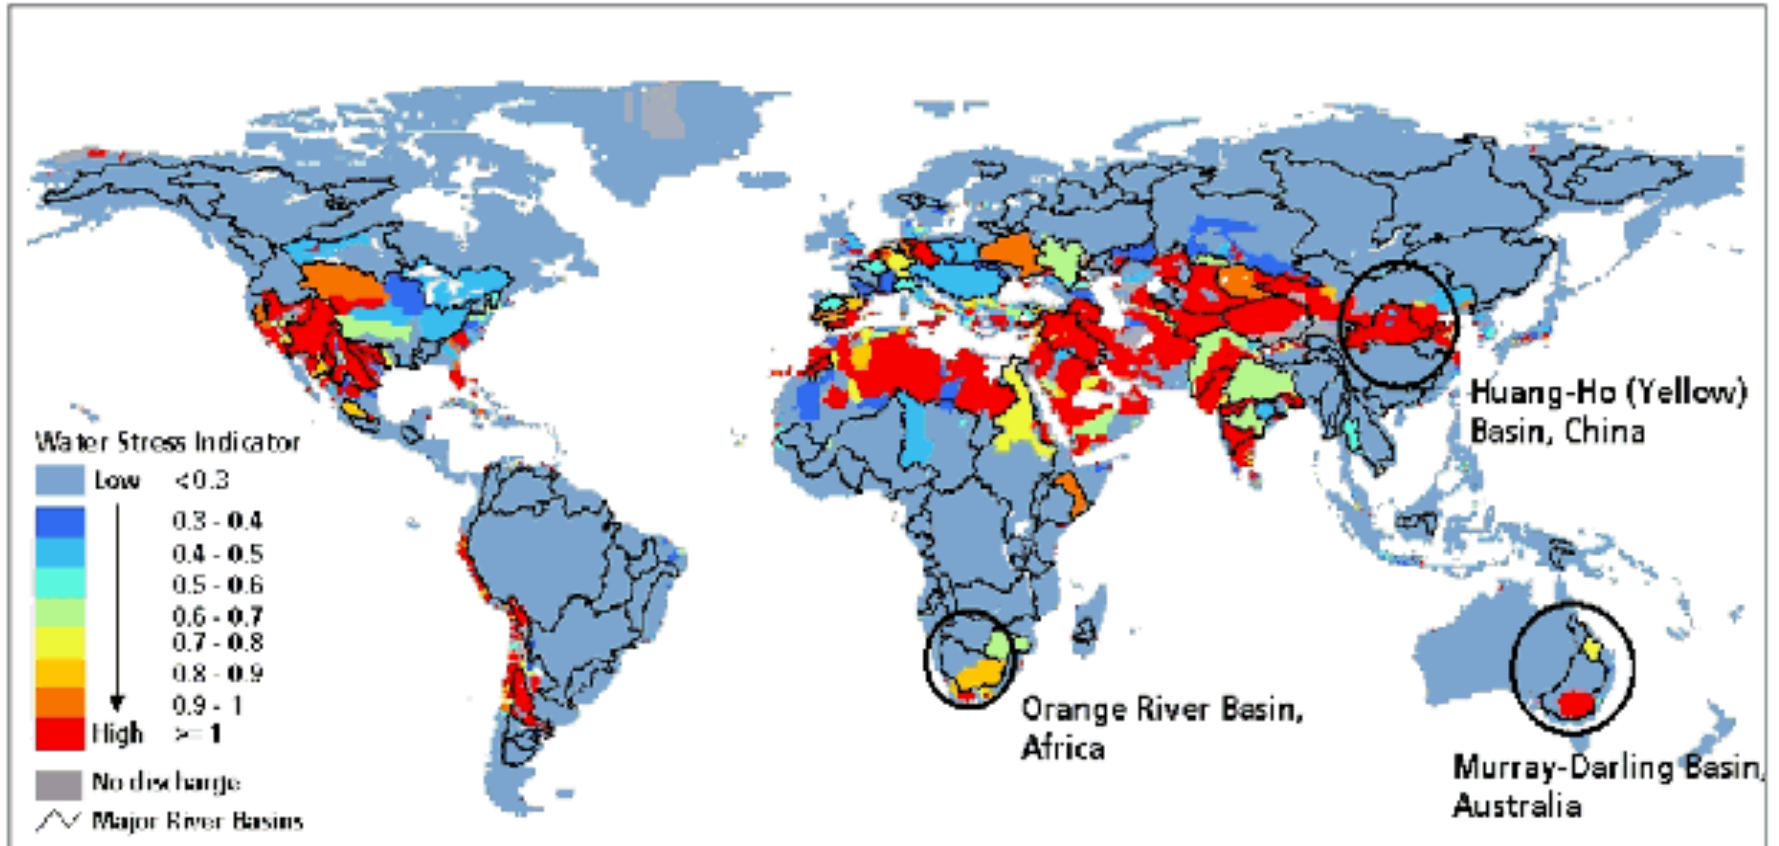 Huang-Ho (Yellow)
Basin, China
Water Stress Indicator
Low <0.3
0.3 - 0.4
0.4 - 0.5
0.5 - 0.6
0.6 - 0.7
0.7 - 0.8
0.8 - 0.9
0.9 - 1
High >= 1
No discharge
Major River Basins
Orange River Basin,
Africa
Murray-Darling Basin,
Australia